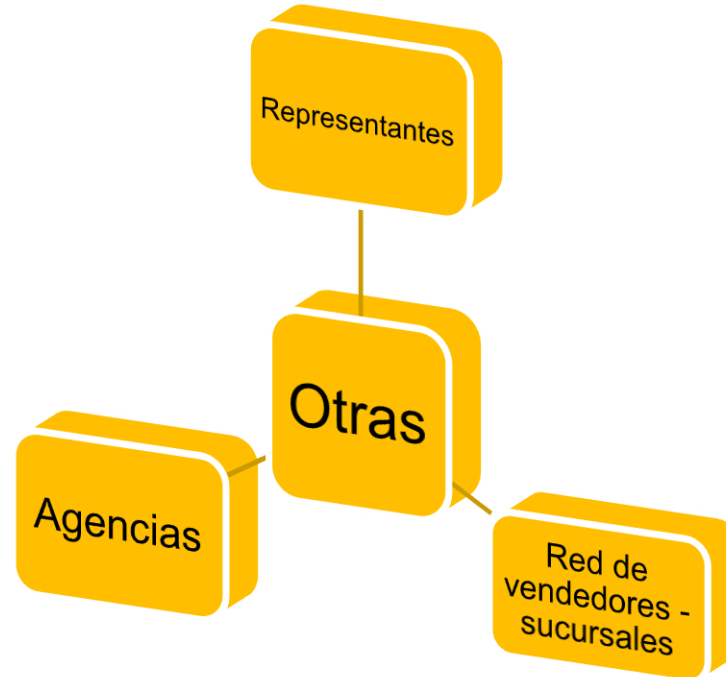 Representantes
Otras
Agencias
Red de
vendedores -
sucursales